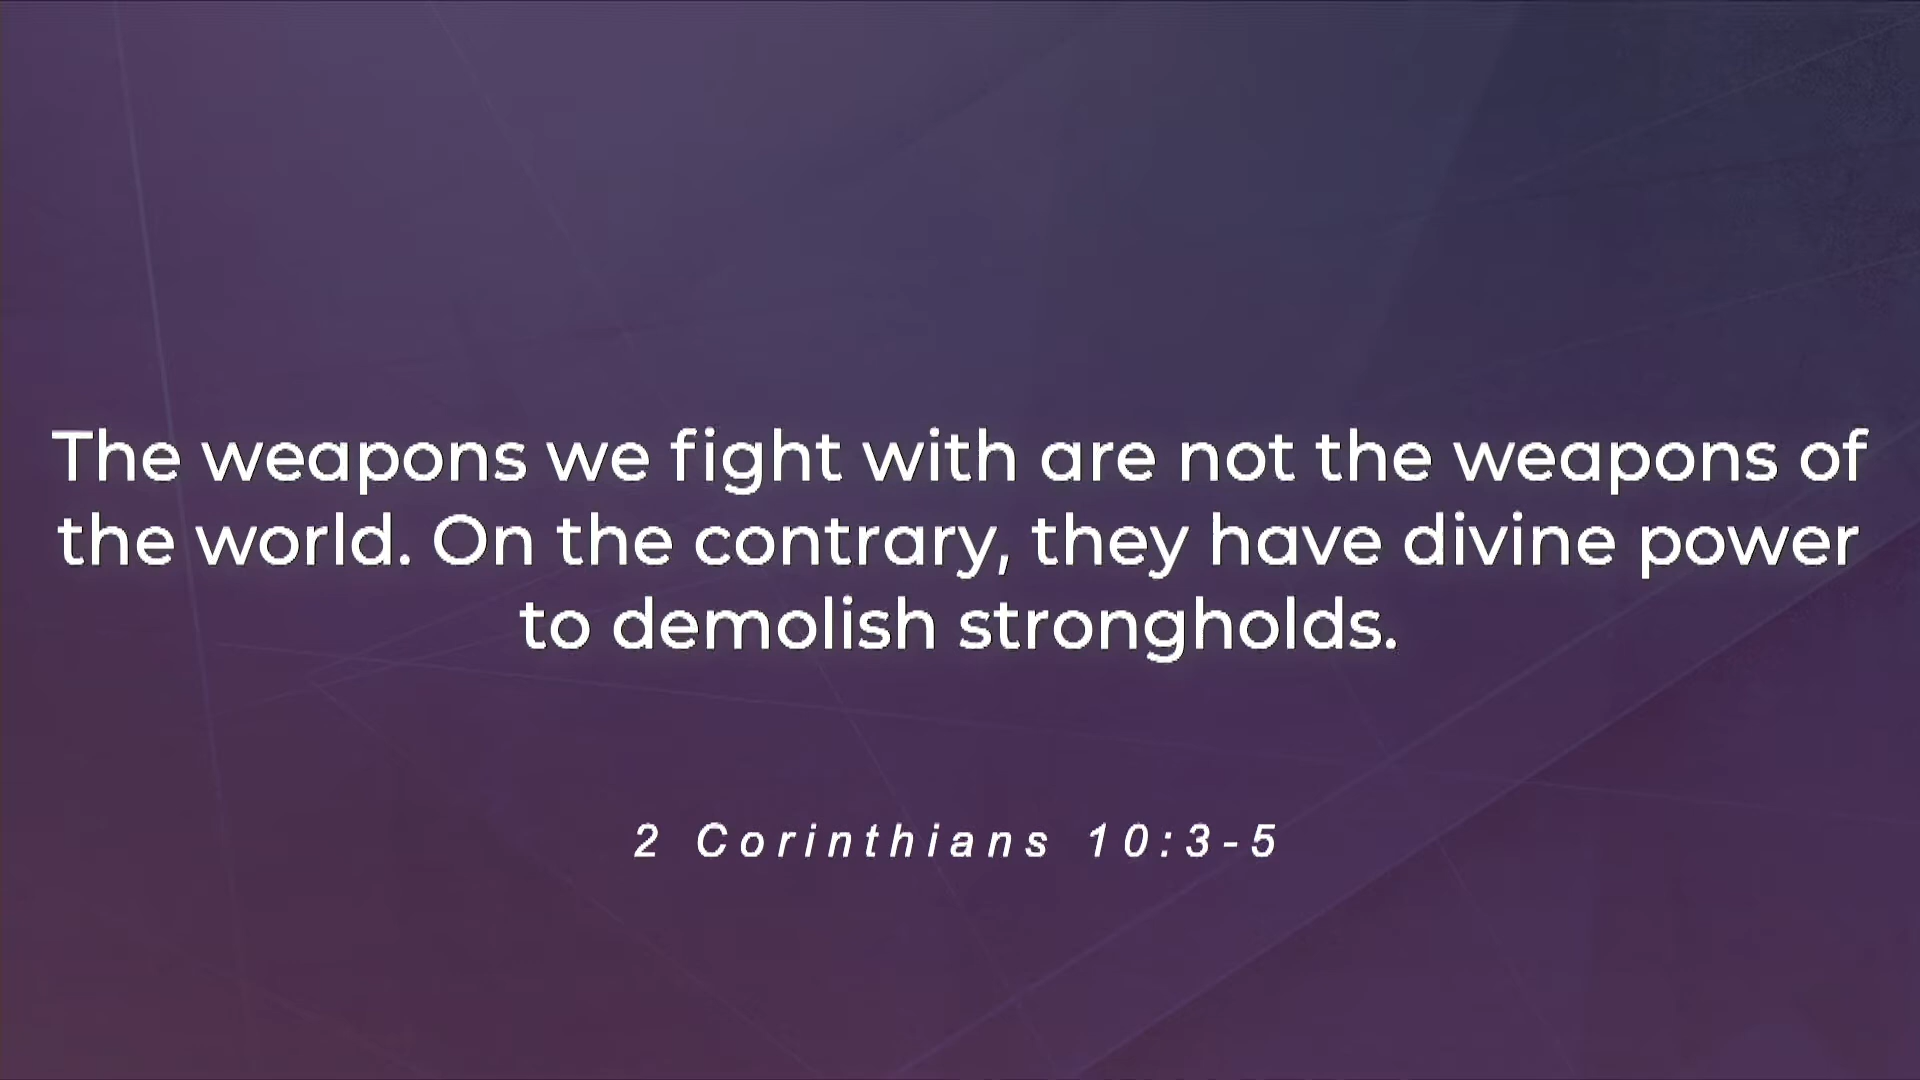 The weapons we fight with are not the weapons of
the world. On the contrary, they have divine power
to demolish strongholds.
2 Corinthians 10:3-5